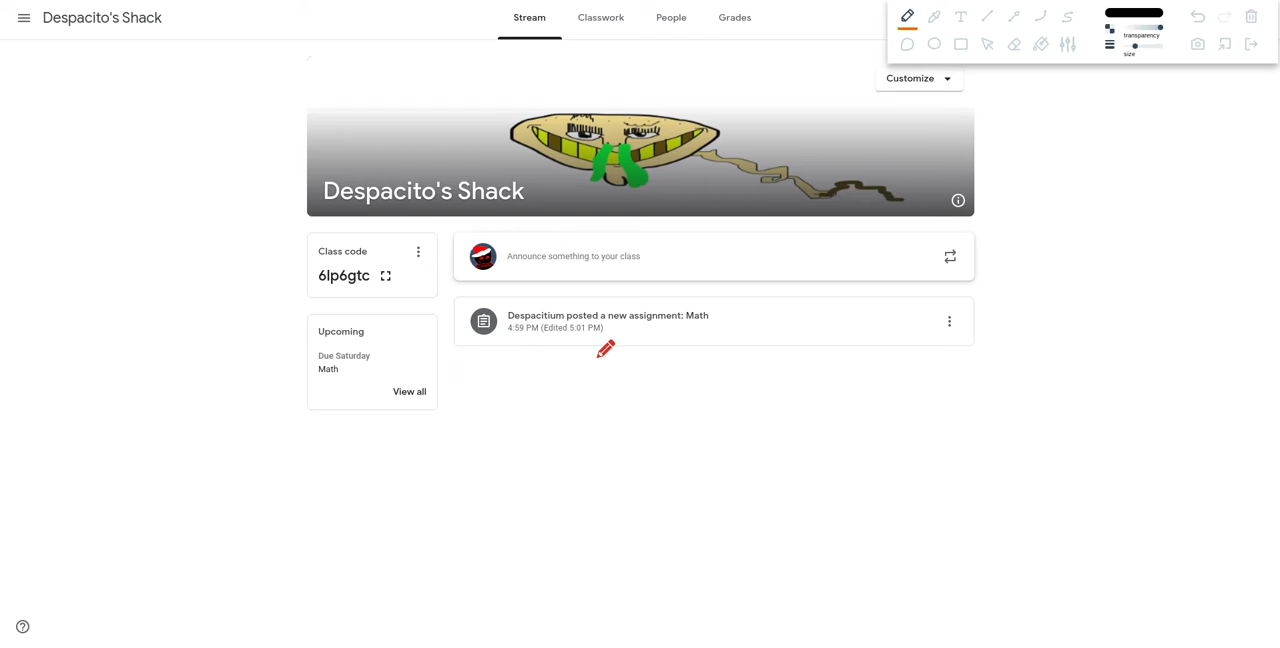 Despacito's Shack
Stream Classwork People Grades
transparency
size
Customize
Despacito's Shack
Class code
6lp6gtc
Announce something to your class
Despacitium posted a new assignment: Math
4:59 PM (Edited 5:01 PM)
Upcoming
Due Saturday
Math
View all